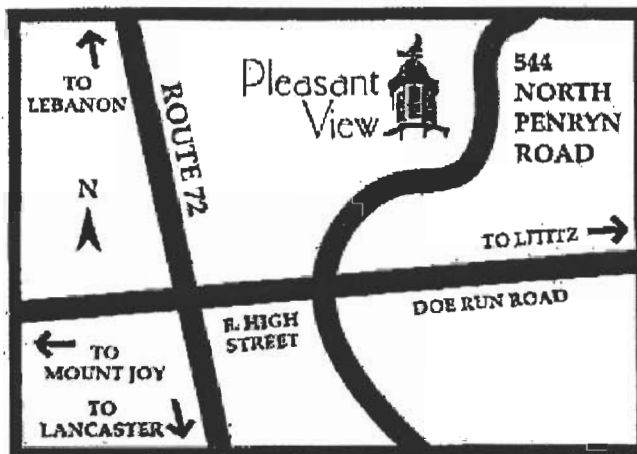 TO
LEBANON
ROUTE 72
Pleasant
View
544
NORTH
PENRYN
ROAD
N
TO LITITZ
E. HIGH
STREET
DOE RUN ROAD
TO
MOUNT JOY
TO
LANCASTER